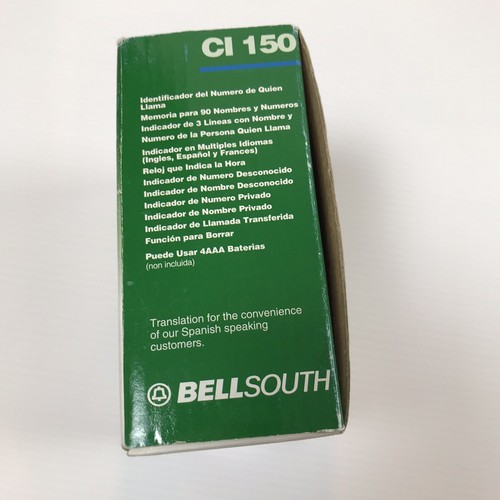 CI 150
Identificador del Numero de Quien
Llama
Memoria para 90 Nombres y Numeros
Indicador de 3 Lineas con Nombre y
Numero de la Persona Quien Llama
Indicador en Multiples Idiomas
(Ingles, Español y Frances)
Reloj que Indica la Hora
Indicador de Numero Desconocido
Indicador de Nombre Desconocido
Indicador de Numero Privado
Indicador de Nombre Privado
Indicador de Llamada Transferida
Función para Borrar
Puede Usar 4AAA Baterias
(non incluida)
Translation for the convenience
of our Spanish speaking
customers.
BELLSOUTH